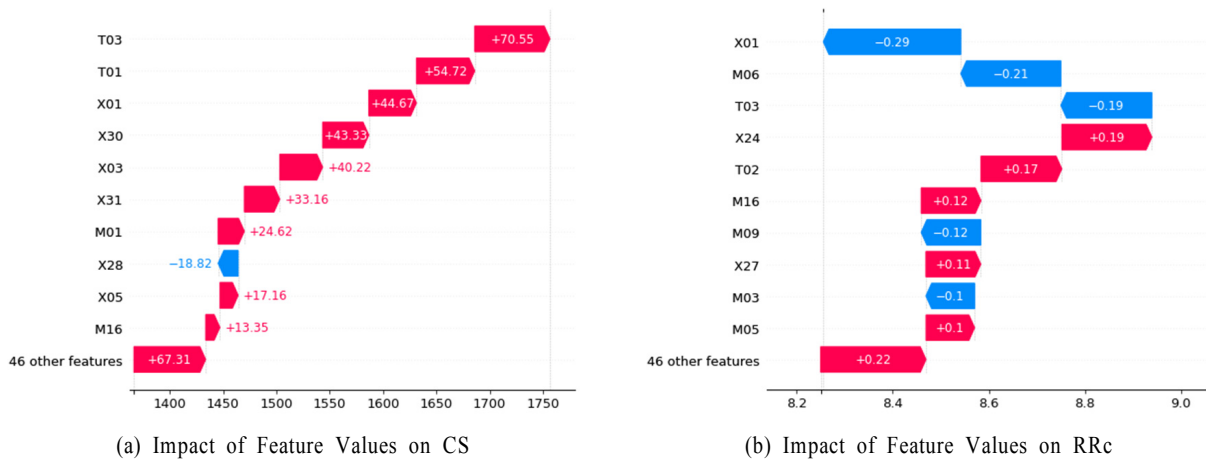 T03
+70.55
T01
+54.72
X01
+44.67
X30
+43.33
X03
+40.22
X31
+33.16
M01
+24.62
X28
−18.82
X05
+17.16
M16
+13.35
46 other features
+67.31
1400 1450 1500 1550 1600 1650 1700 1750
(a) Impact of Feature Values on CS
X01
−0.29
M06
−0.21
T03
−0.19
X24
+0.19
T02
+0.17
M16
+0.12
M09
−0.12
X27
+0.11
M03
−0.1
M05
+0.1
46 other features
+0.22
8.2 8.4 8.6 8.8 9.0
(b) Impact of Feature Values on RRc